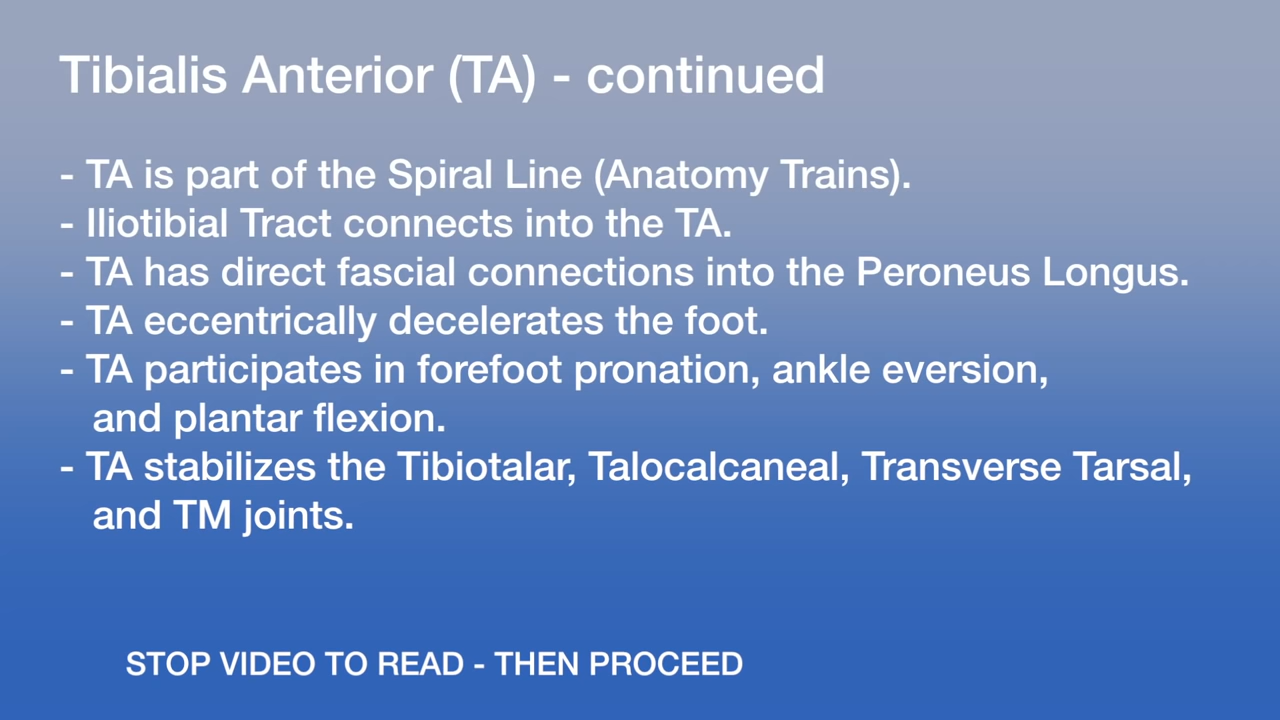 Tibialis Anterior (TA) - continued
- TA is part of the Spiral Line (Anatomy Trains).
- Iliotibial Tract connects into the TA.
- TA has direct fascial connections into the Peroneus Longus.
- TA eccentrically decelerates the foot.
- TA participates in forefoot pronation, ankle eversion,
and plantar flexion.
- TA stabilizes the Tibiotalar, Talocalcaneal, Transverse Tarsal,
and TM joints.
STOP VIDEO TO READ - THEN PROCEED